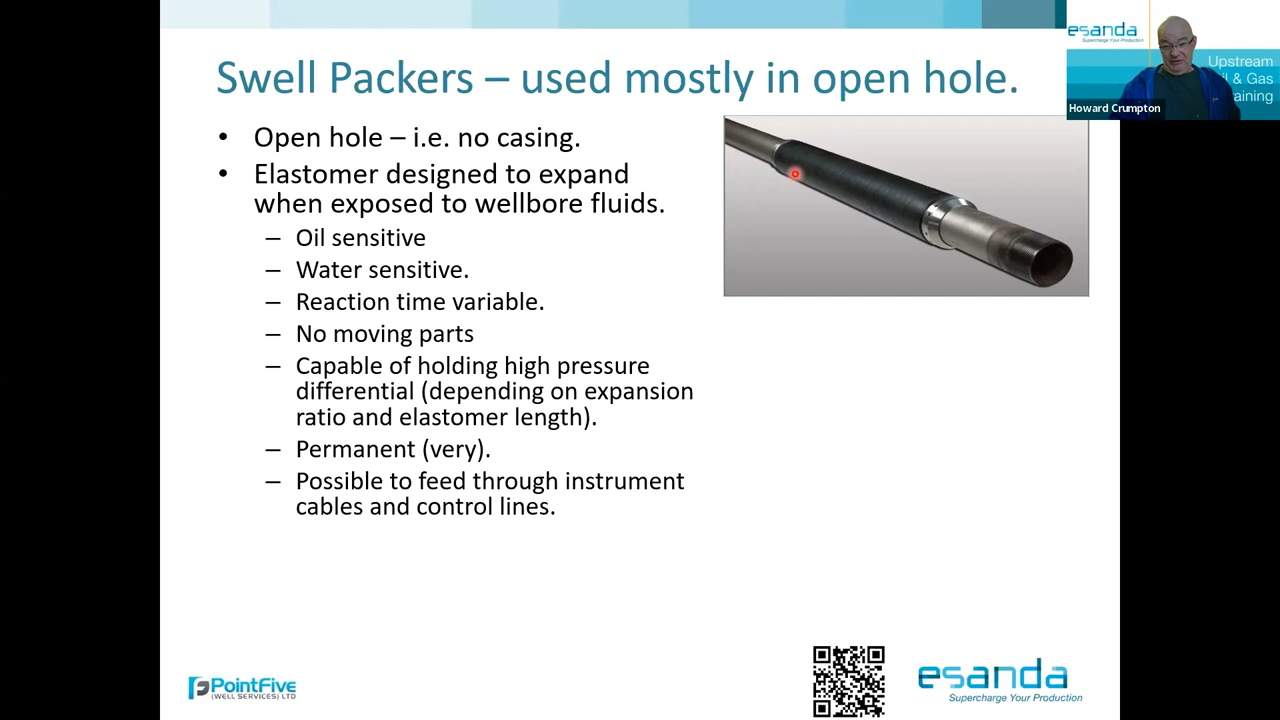 esanda
Supercharge Your Production
Upstream
il & Gas
aining
Howard Crumpton
Swell Packers – used mostly in open hole.
• Open hole – i.e. no casing.
• Elastomer designed to expand
when exposed to wellbore fluids.
– Oil sensitive
– Water sensitive.
– Reaction time variable.
– No moving parts
– Capable of holding high pressure
differential (depending on expansion
ratio and elastomer length).
– Permanent (very).
– Possible to feed through instrument
cables and control lines.
PointFive
(WELL SERVICES) LTD
esanda
Supercharge Your Production